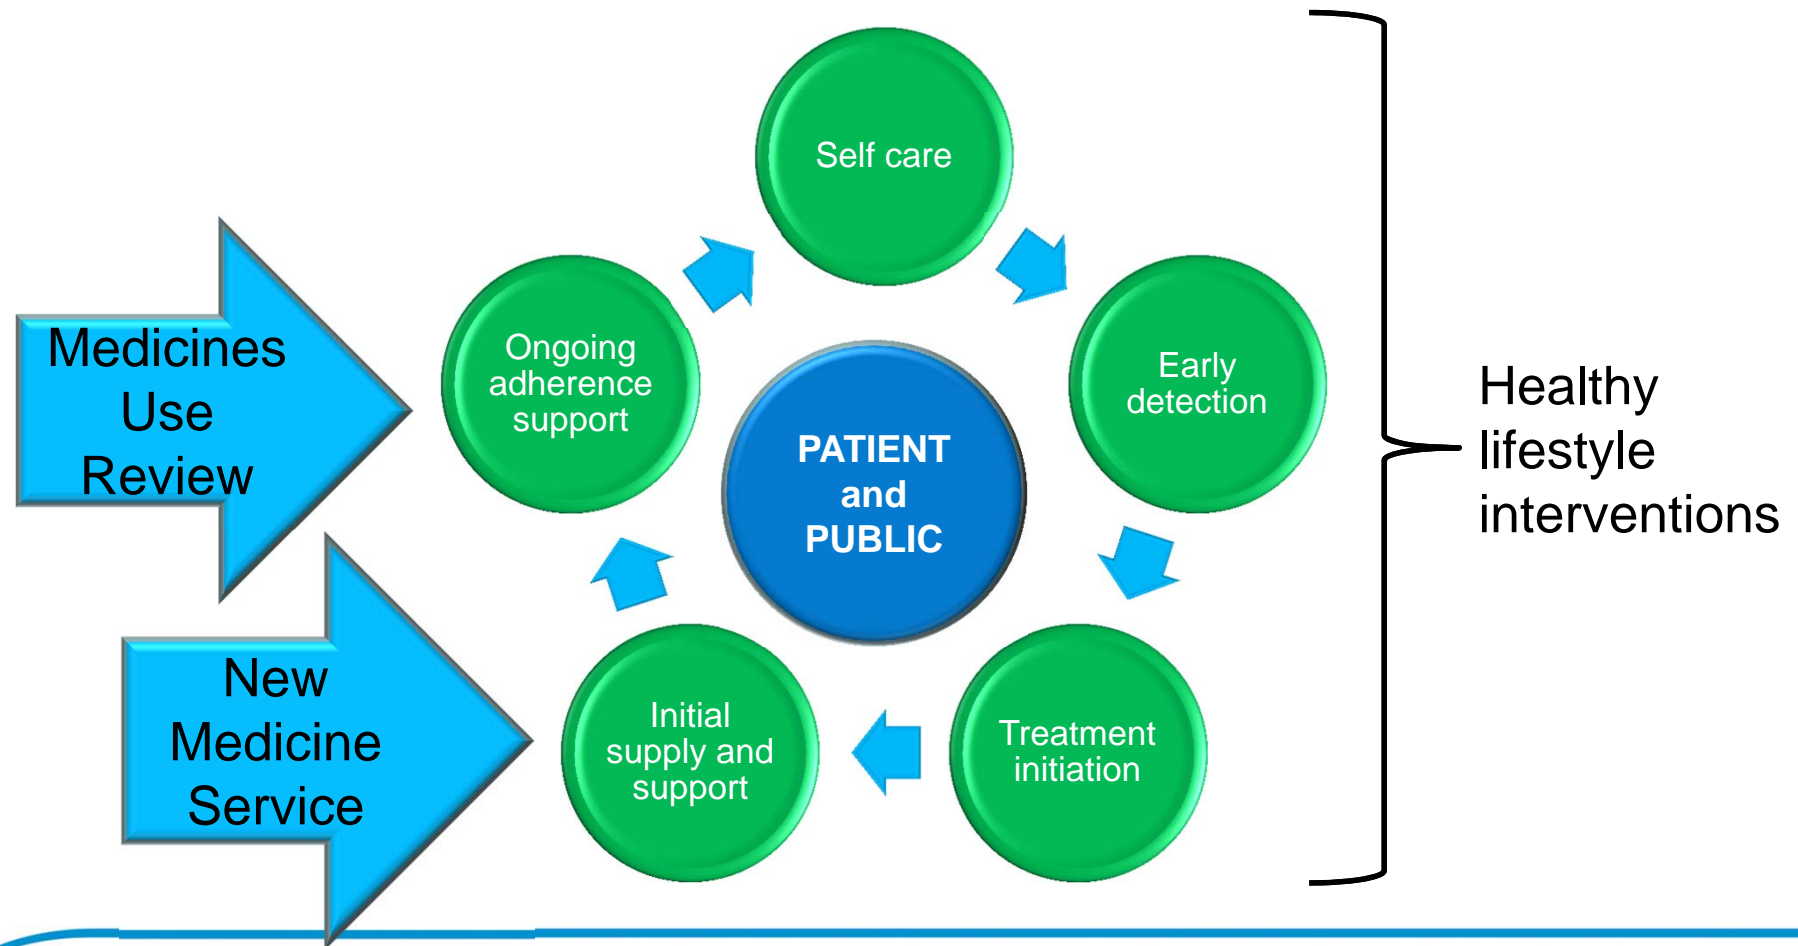 Self care
Medicines
Use
Review
Ongoing
adherence
support
Early
detection
PATIENT
and
PUBLIC
Healthy
lifestyle
interventions
New
Medicine
Service
Initial
supply and
support
Treatment
initiation